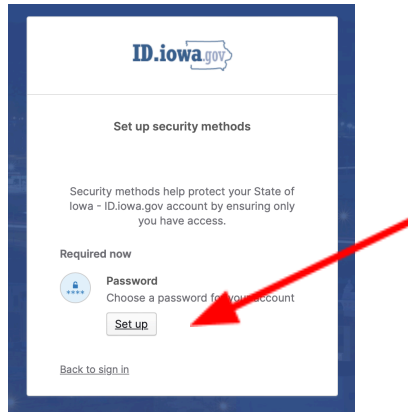 ID.iowa.gov
Set up security methods
Security methods help protect your State of
Iowa - ID.iowa.gov account by ensuring only
you have access.
Required now
Password
Choose a password for your account
Set up
Back to sign in